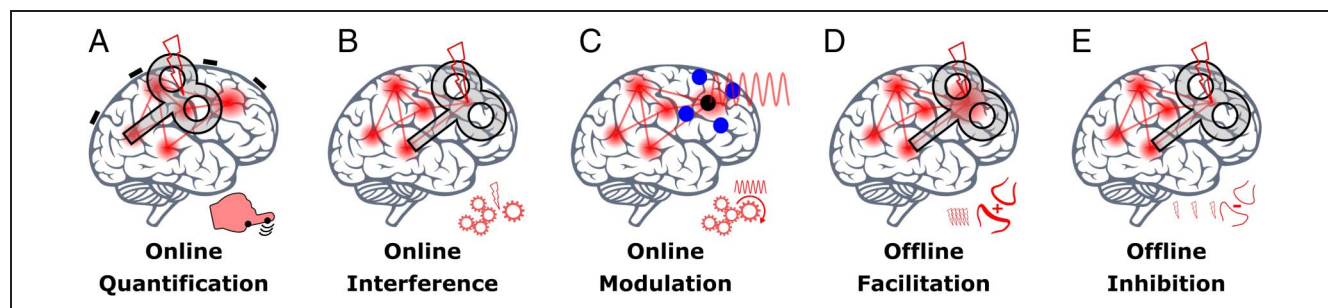 A
B
C
D
E
Online
Quantification
Online
Interference
Online
Modulation
Offline
Facilitation
Offline
Inhibition